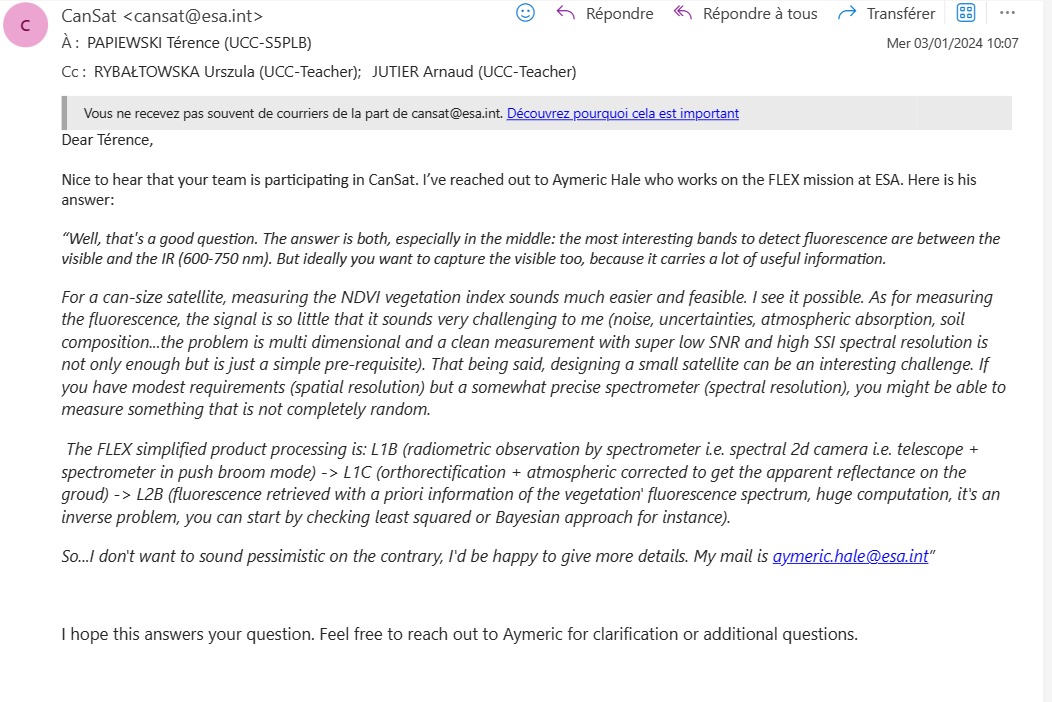 C
CanSat <cansat@esa.int>
Répondre
Répondre à tous
Transférer
À : PAPIEWSKI Térence (UCC-S5PLB)
Mer 03/01/2024 10:07
Cc : RYBAŁTOWSKA Urszula (UCC-Teacher); JUTIER Arnaud (UCC-Teacher)
Vous ne recevez pas souvent de courriers de la part de cansat@esa.int. Découvrez pourquoi cela est important
Dear Térence,
Nice to hear that your team is participating in CanSat. I've reached out to Aymeric Hale who works on the FLEX mission at ESA. Here is his
answer:
“Well, that's a good question. The answer is both, especially in the middle: the most interesting bands to detect fluorescence are between the
visible and the IR (600-750 nm). But ideally you want to capture the visible too, because it carries a lot of useful information.
For a can-size satellite, measuring the NDVI vegetation index sounds much easier and feasible. I see it possible. As for measuring
the fluorescence, the signal is so little that it sounds very challenging to me (noise, uncertainties, atmospheric absorption, soil
composition...the problem is multi dimensional and a clean measurement with super low SNR and high SSI spectral resolution is
not only enough but is just a simple pre-requisite). That being said, designing a small satellite can be an interesting challenge. If
you have modest requirements (spatial resolution) but a somewhat precise spectrometer (spectral resolution), you might be able to
measure something that is not completely random.
The FLEX simplified product processing is: L1B (radiometric observation by spectrometer i.e. spectral 2d camera i.e. telescope +
spectrometer in push broom mode) -> L1C (orthorectification + atmospheric corrected to get the apparent reflectance on the
groud) -> L2B (fluorescence retrieved with a priori information of the vegetation' fluorescence spectrum, huge computation, it's an
inverse problem, you can start by checking least squared or Bayesian approach for instance).
So...I don't want to sound pessimistic on the contrary, I'd be happy to give more details. My mail is aymeric.hale@esa.int”
I hope this answers your question. Feel free to reach out to Aymeric for clarification or additional questions.